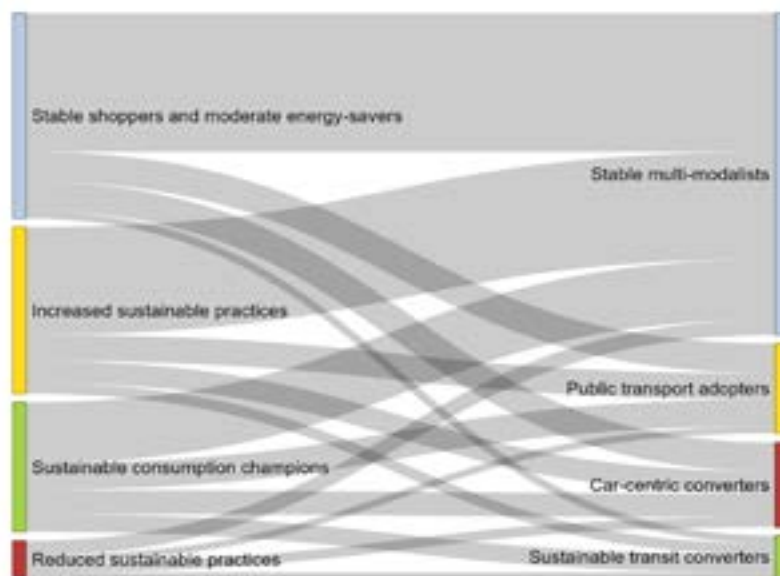 Stable shoppers and moderate energy-savers
Stable multi-modalists
Increased sustainable practices
Public transport adopters
Sustainable consumption champions
Car-centric converters
Reduced sustainable practices
Sustainable transit converters